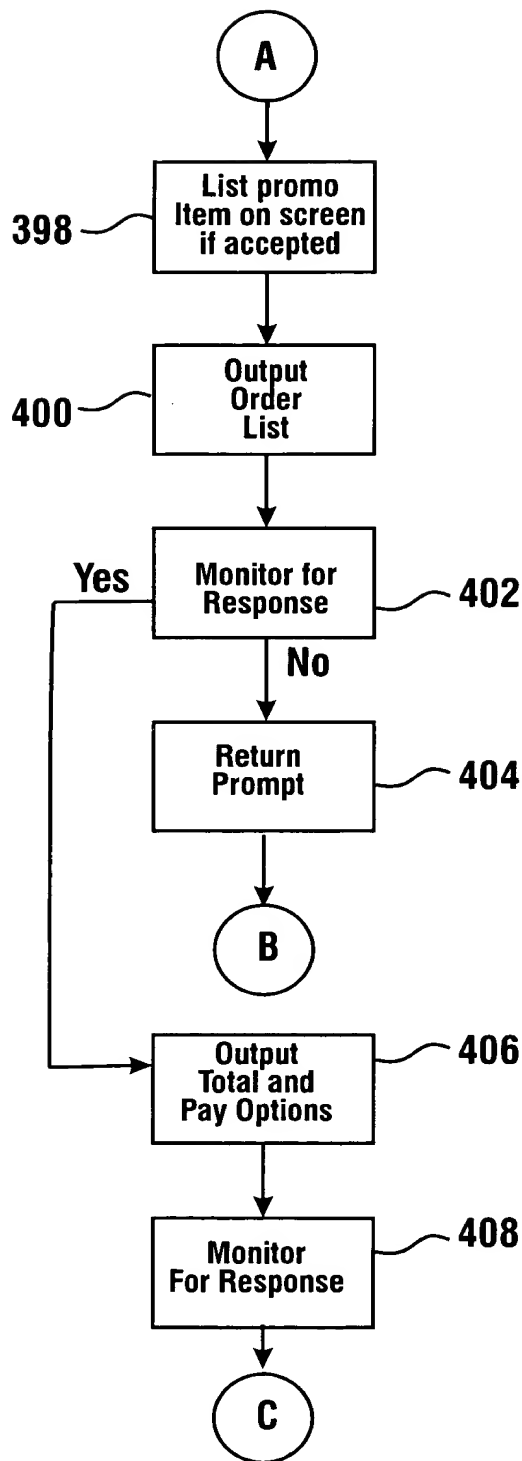 A
List promo
Item on screen
if accepted
398
Output
Order
List
400
Yes
Monitor for
Response
402
No
Return
Prompt
404
B
Output
Total and
Pay Options
406
Monitor
For Response
408
C